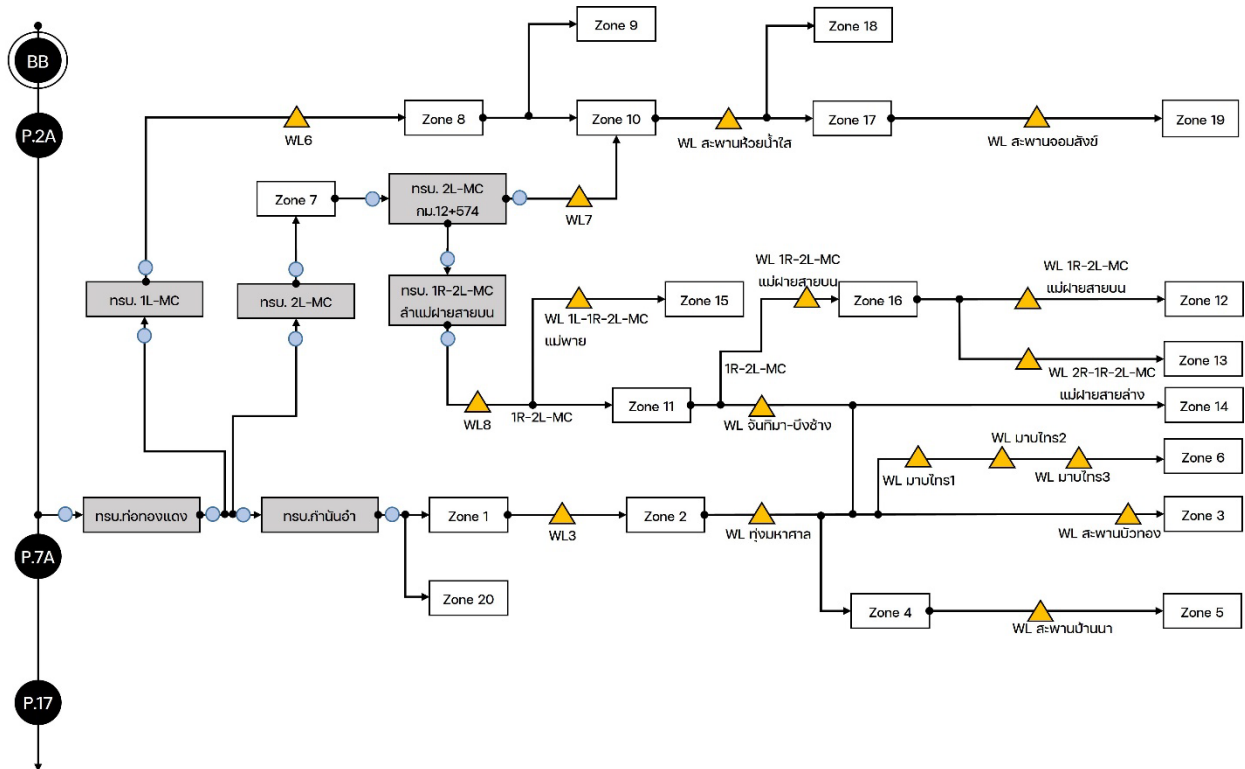 Zone 9
Zone 18
BB
P.2A
Zone 8
Zone 10
Zone 17
Zone 19
WL6
WL สะพานห้วยน้ำใส
WL สะพานจอมสังข์
Zone 7
ทรบ. 2L-MC
กม.12+574
WL7
ทรบ. 1L-MC
ทรบ. 2L-MC
ทรบ. 1R-2L-MC
ลำแม่ฝายสายบน
Zone 15
WL 1L-1R-2L-MC
แม่พาย
WL 1R-2L-MC
แม่ฝายสายบน
Zone 16
WL 1R-2L-MC
แม่ฝายสายบน
Zone 12
1R-2L-MC
Zone 13
WL 2R-1R-2L-MC
แม่ฝายสายล่าง
WL8
1R-2L-MC
Zone 11
WL จันทิมา-บึงช้าง
Zone 14
WL มาบไทร1
WL มาบไทร2
WL มาบไทร3
Zone 6
ทรบ.ท่อทองแดง
ทรบ.กำนันอำ
Zone 1
WL3
Zone 2
WL ทุ่งมหาศาล
WL สะพานบัวทอง
Zone 3
P.7A
Zone 20
Zone 4
WL สะพานบ้านนา
Zone 5
P.17